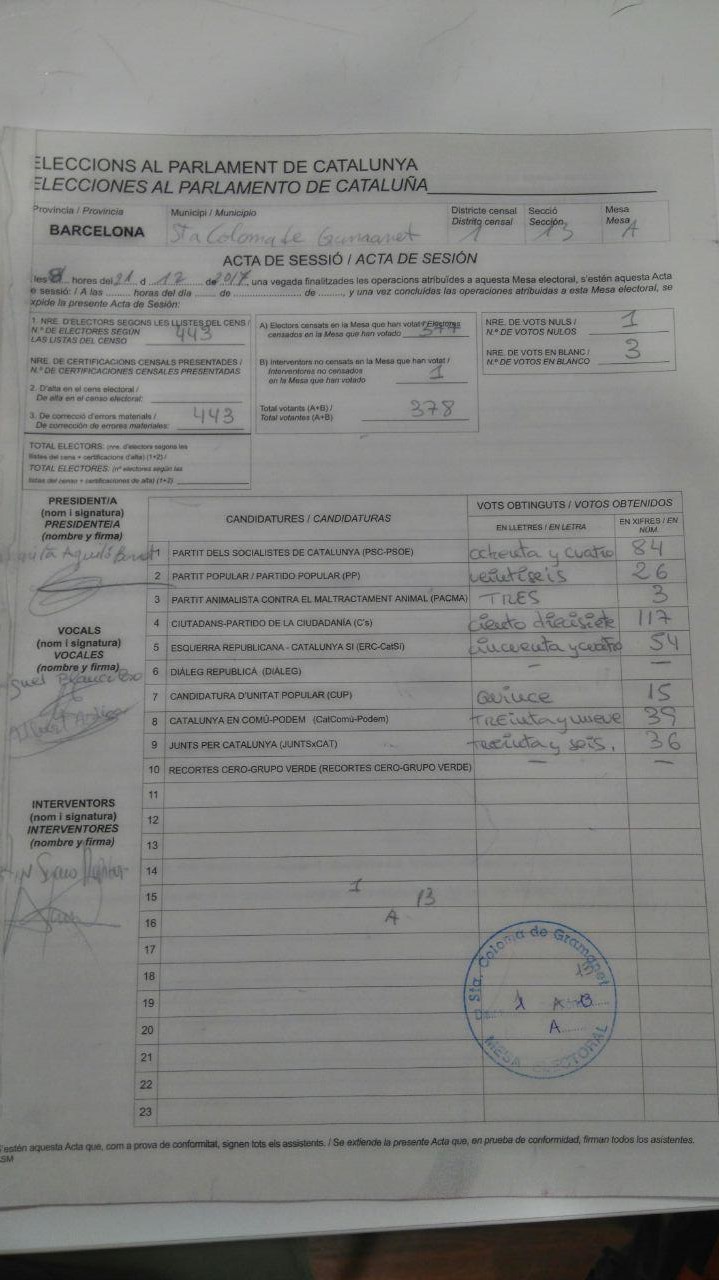 ELECCIONS AL PARLAMENT DE CATALUNYA
ELECCIONES AL PARLAMENTO DE CATALUÑA
Provincia / Provincia Municipi / Municipio Districte censal Secció Mesa
Distrito censal Sección Mesa
BARCELONA Sta Coloma de Gramanet 1 13 A
ACTA DE SESSIÓ / ACTA DE SESIÓN
les 8 hores del 21 d 12 de 2017 una vegada finalitzades les operacions atribuïdes a aquesta Mesa electoral, s'estén aquesta Acta
e sessió: / A las ........ horas del día ....... de ........................ de ........, y una vez concluidas las operaciones atribuidas a esta Mesa electoral, se
xpide la presente Acta de Sesión:
1. NRE. D'ELECTORS SEGONS LES LLISTES DEL CENS /
N.º DE ELECTORES SEGÚN
LAS LISTAS DEL CENSO 443
NRE. DE CERTIFICACIONS CENSALS PRESENTADES /
N.º DE CERTIFICACIONES CENSALES PRESENTADAS
2. D'alta en el cens electoral /
De alta en el censo electoral:
3. De correcció d'errors materials /
De corrección de errores materiales: 443
TOTAL ELECTORS: (nre. d'electors segons les
llistes del cens + certificacions d'alta) (1+2) /
TOTAL ELECTORES: (nº electores según las
listas del censo + certificaciones de alta) (1+2)
A) Electors censats en la Mesa que han votat / Electores
censados en la Mesa que han votado 377
B) Interventors no censats en la Mesa que han votat /
Interventores no censados
en la Mesa que han votado 1
Total votants (A+B) /
Total votantes (A+B) 378
NRE. DE VOTS NULS /
N.º DE VOTOS NULOS 1
NRE. DE VOTS EN BLANC /
N.º DE VOTOS EN BLANCO 3
PRESIDENT/A
(nom i signatura)
PRESIDENTE/A
(nombre y firma)
VOCALS
(nom i signatura)
VOCALES
(nombre y firma)
INTERVENTORS
(nom i signatura)
INTERVENTORES
(nombre y firma)
CANDIDATURES / CANDIDATURAS VOTS OBTINGUTS / VOTOS OBTENIDOS
EN LLETRES / EN LETRA EN XIFRES / EN NÚM.
1 PARTIT DELS SOCIALISTES DE CATALUNYA (PSC-PSOE) ochenta y cuatro 84
2 PARTIT POPULAR / PARTIDO POPULAR (PP) veintiseis 26
3 PARTIT ANIMALISTA CONTRA EL MALTRACTAMENT ANIMAL (PACMA) TRES 3
4 CIUTADANS-PARTIDO DE LA CIUDADANÍA (C's) ciento diecisiete 117
5 ESQUERRA REPUBLICANA - CATALUNYA SI (ERC-CatSí) cincuenta y cuatro 54
6 DIÀLEG REPUBLICÀ (DIÀLEG) — —
7 CANDIDATURA D'UNITAT POPULAR (CUP) Quince 15
8 CATALUNYA EN COMÚ-PODEM (CatComú-Podem) TREinta y nueve 39
9 JUNTS PER CATALUNYA (JUNTSxCAT) treinta y seis. 36
10 RECORTES CERO-GRUPO VERDE (RECORTES CERO-GRUPO VERDE) — —
11
12
13
14
15 1 13
16 A
17
18
19
20
21
22
23
Sta. Coloma de Gramanet
13
1 A 13
A
MESA ELECTORAL
S'estén aquesta Acta que, com a prova de conformitat, signen tots els assistents. / Se extiende la presente Acta que, en prueba de conformidad, firman todos los asistentes.